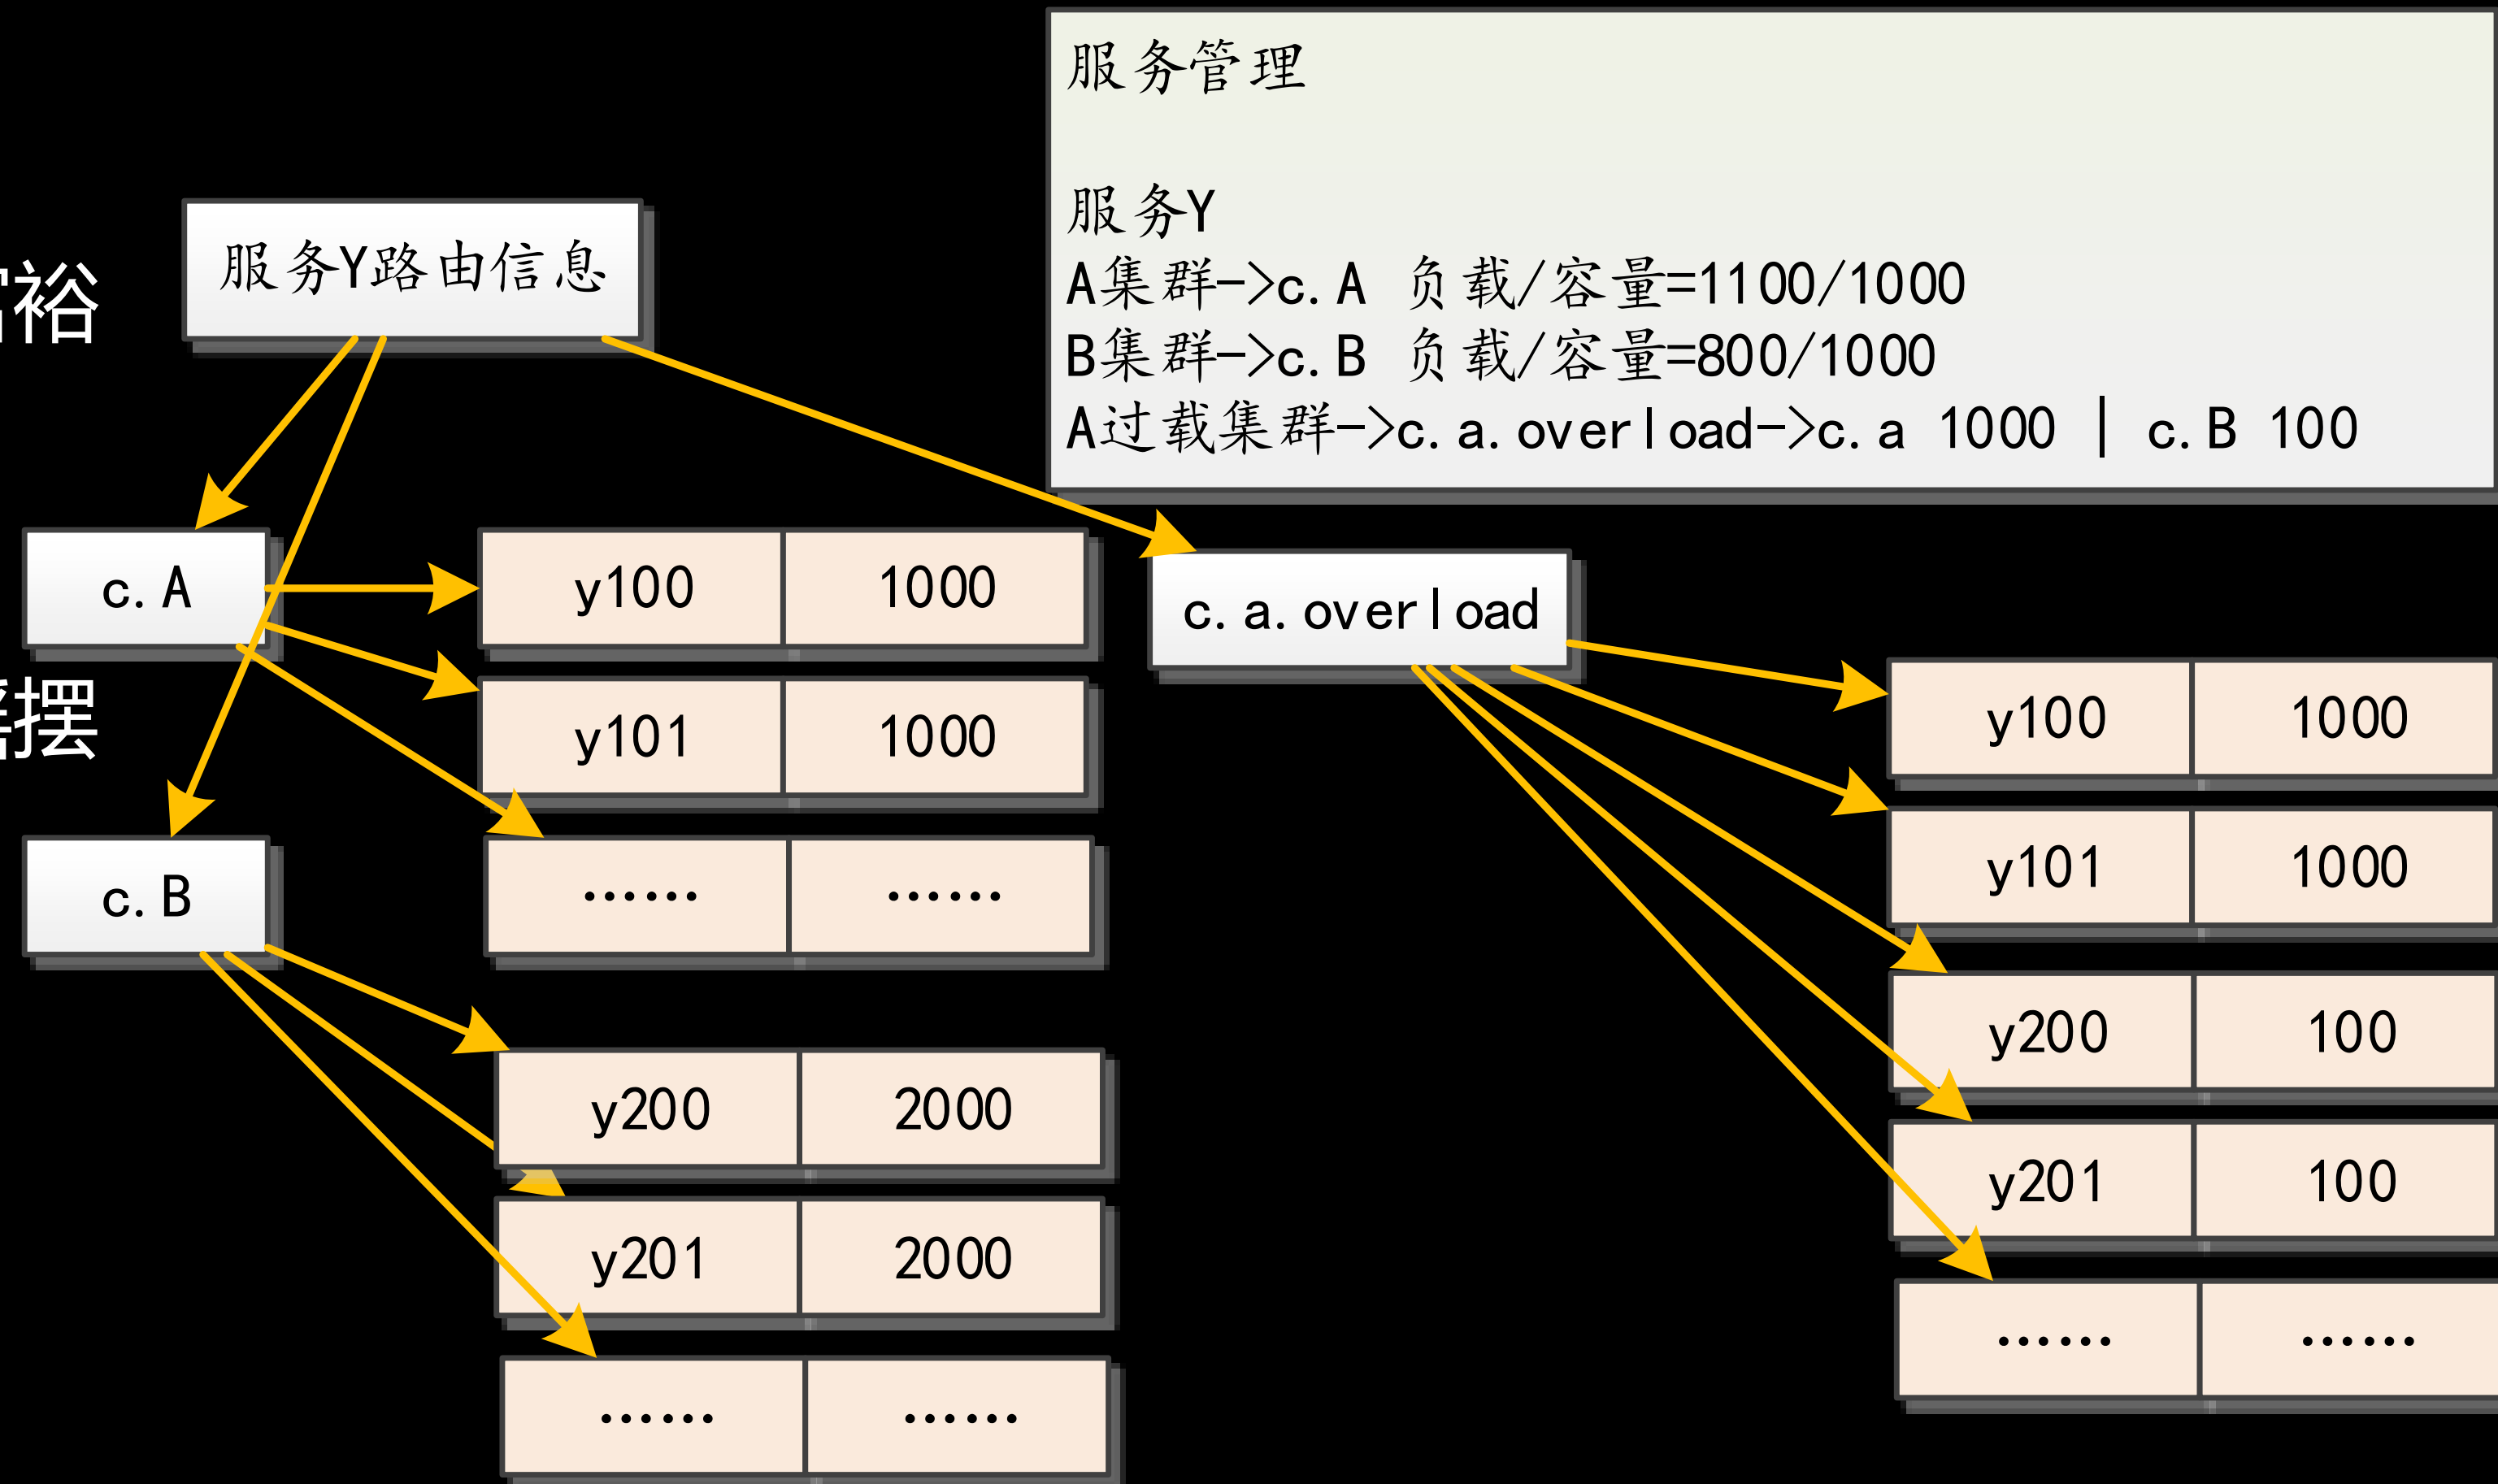 服务管理
服务Y
A集群->c.A 负载/容量=1100/1000
B集群->c.B 负载/容量=800/1000
A过载集群->c.a.overload->c.a 1000 | c.B 100
服务Y路由信息
裕
摆
c.A
y100 1000
y101 1000
…… ……
c.B
y200 2000
y201 2000
…… ……
c.a.overload
y100 1000
y101 1000
y200 100
y201 100
…… ……